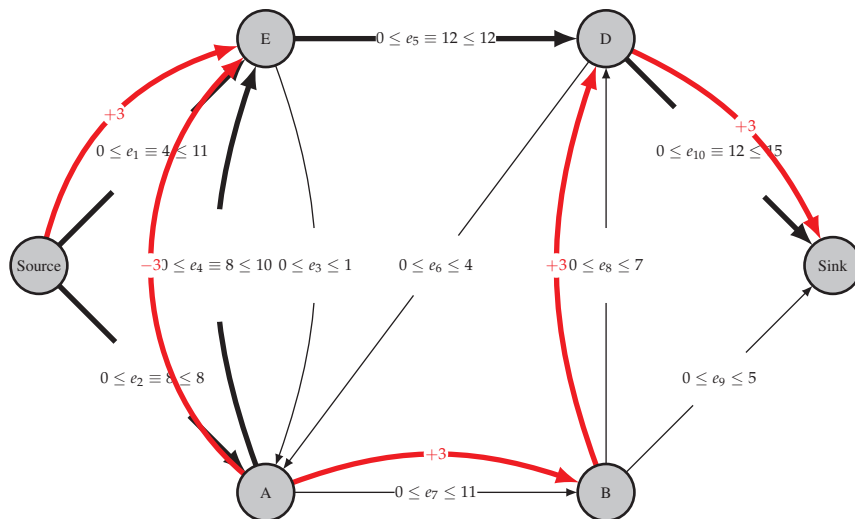 E
0 ≤ e₅ ≡ 12 ≤ 12
D
+3
+3
0 ≤ e₁ ≡ 4 ≤ 11
0 ≤ e₁₀ ≡ 12 ≤ 15
Source
−3
0 ≤ e₄ ≡ 8 ≤ 10
0 ≤ e₃ ≤ 1
0 ≤ e₆ ≤ 4
+3
0 ≤ e₈ ≤ 7
Sink
0 ≤ e₂ ≡ 8 ≤ 8
0 ≤ e₉ ≤ 5
+3
A
0 ≤ e₇ ≤ 11
B